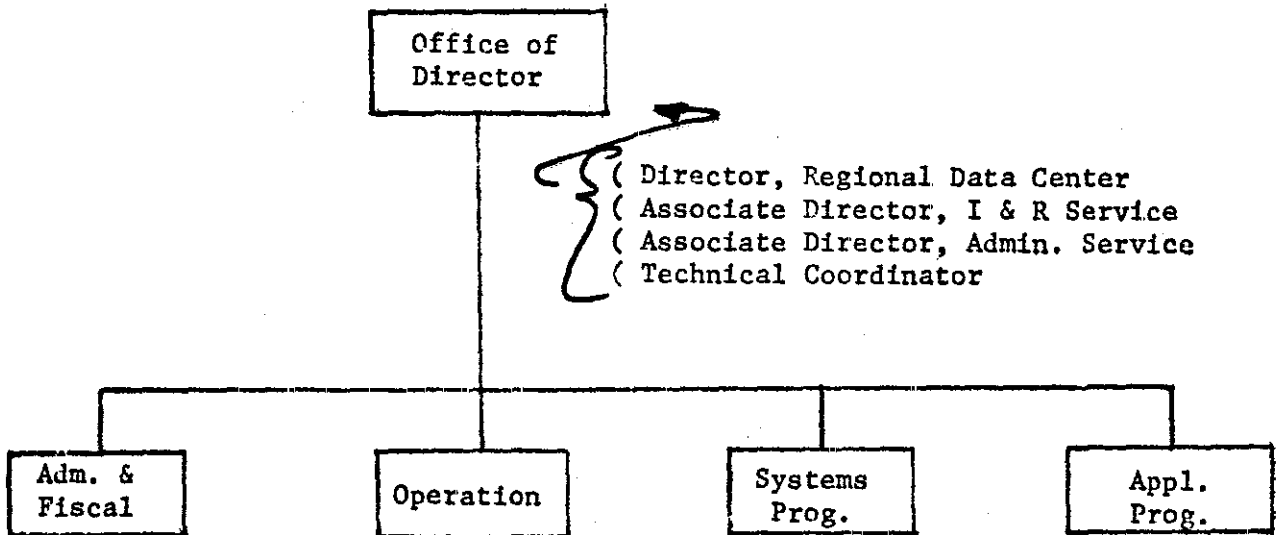 Office of
Director
( Director, Regional Data Center
( Associate Director, I & R Service
( Associate Director, Admin. Service
( Technical Coordinator
Adm. &
Fiscal
Operation
Systems
Prog.
Appl.
Prog.